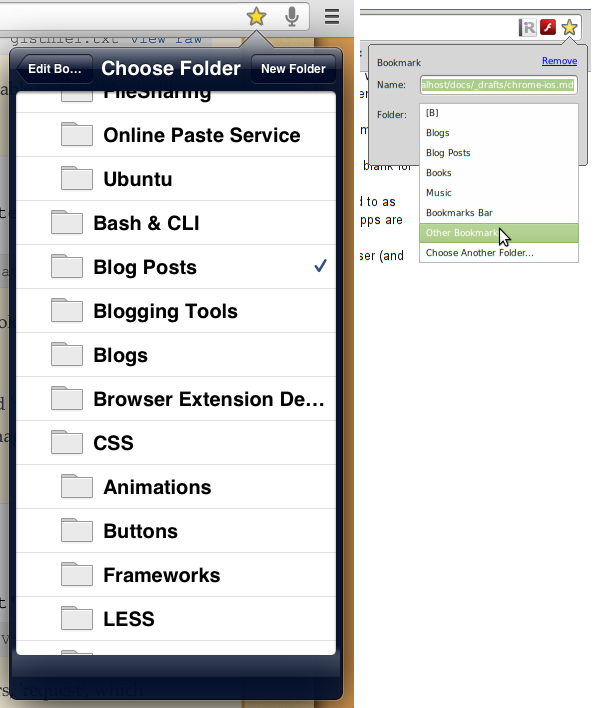 gistfile1.txt view raw
Edit Bo...
Choose Folder
New Folder
FileSharing
Online Paste Service
Ubuntu
Bash & CLI
Blog Posts
Blogging Tools
Blogs
Browser Extension De...
CSS
Animations
Buttons
Frameworks
LESS
'request', which
Bookmark
Remove
Name:
alhost/docs/_drafts/chrome-ios.md
Folder:
[B]
Blogs
Blog Posts
Books
Music
Bookmarks Bar
Other Bookmark
Choose Another Folder...
blank for
d to as
pps are
ser (and